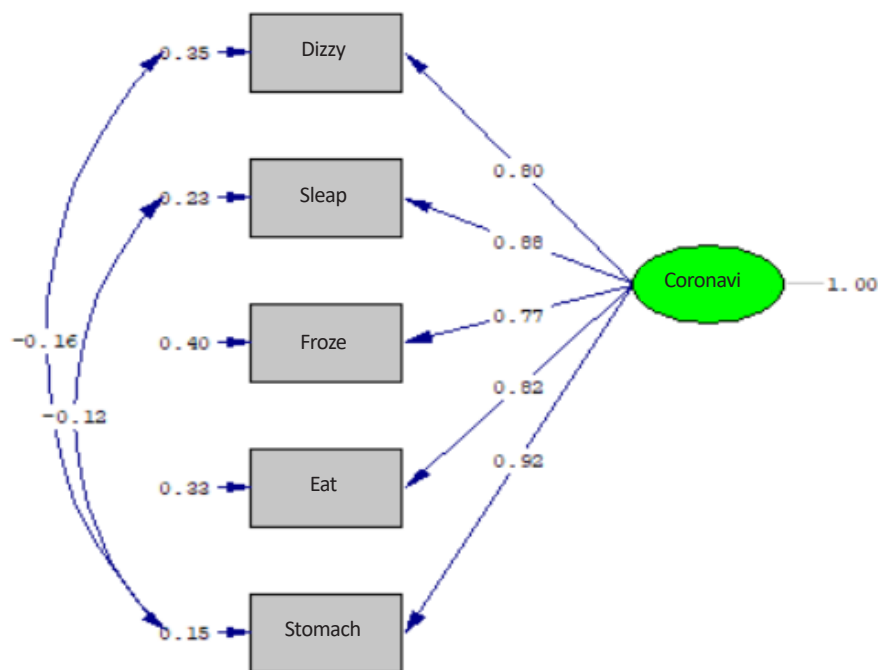 0.35 Dizzy
0.80
0.23 Sleap
0.88
Coronavi 1.00
0.77
-0.16
0.40 Froze
0.82
-0.12
0.92
0.33 Eat
0.15 Stomach